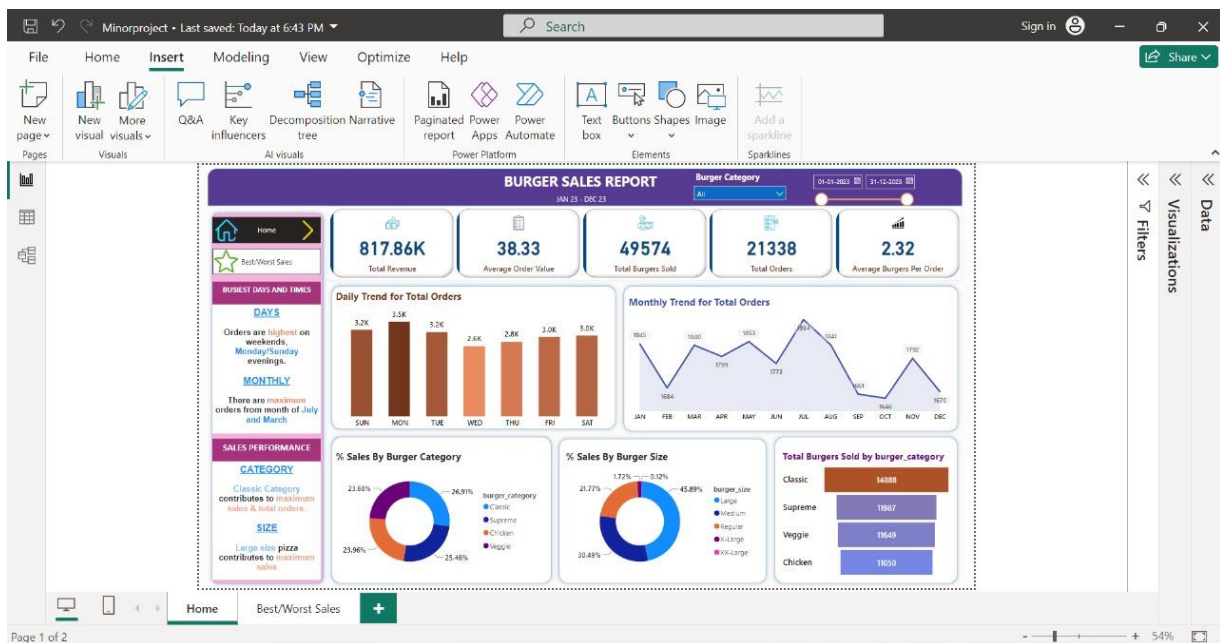 Minorproject • Last saved: Today at 6:43 PM
Search
Sign in
File Home Insert Modeling View Optimize Help
Share
New page
New visual
More visuals
Q&A
Key influencers
Decomposition tree
Narrative
Paginated report
Power Apps
Power Automate
Text box
Buttons
Shapes
Image
Add a sparkline
Pages
Visuals
AI visuals
Power Platform
Elements
Sparklines
Filters
Visualizations
Data
BURGER SALES REPORT
JAN 23 - DEC 23
Burger Category
All
01-01-2023
31-12-2023
Home
Best/Worst Sales
817.86K
Total Revenue
38.33
Average Order Value
49574
Total Burgers Sold
21338
Total Orders
2.32
Average Burgers Per Order
BUSIEST DAYS AND TIMES
DAYS
Orders are highest on
weekends,
Monday/Sunday
evenings.
MONTHLY
There are maximum
orders from month of July
and March
SALES PERFORMANCE
CATEGORY
Classic Category
contributes to maximum
sales & total orders.
SIZE
Large size pizza
contributes to maximum
sales
Daily Trend for Total Orders
3.2K 3.5K 3.2K 2.6K 2.8K 3.0K 3.0K
SUN MON TUE WED THU FRI SAT
Monthly Trend for Total Orders
1845 1684 1840 1799 1853 1773 1841 1661 1646 1792 1670
JAN FEB MAR APR MAY JUN JUL AUG SEP OCT NOV DEC
% Sales By Burger Category
23.68%
26.91%
23.96%
25.46%
burger_category
Classic
Supreme
Chicken
Veggie
% Sales By Burger Size
1.72%
0.12%
21.77%
45.89%
30.49%
burger_size
Large
Medium
Regular
X-Large
XX-Large
Total Burgers Sold by burger_category
Classic 14888
Supreme 11987
Veggie 11649
Chicken 11050
Home
Best/Worst Sales
Page 1 of 2
54%